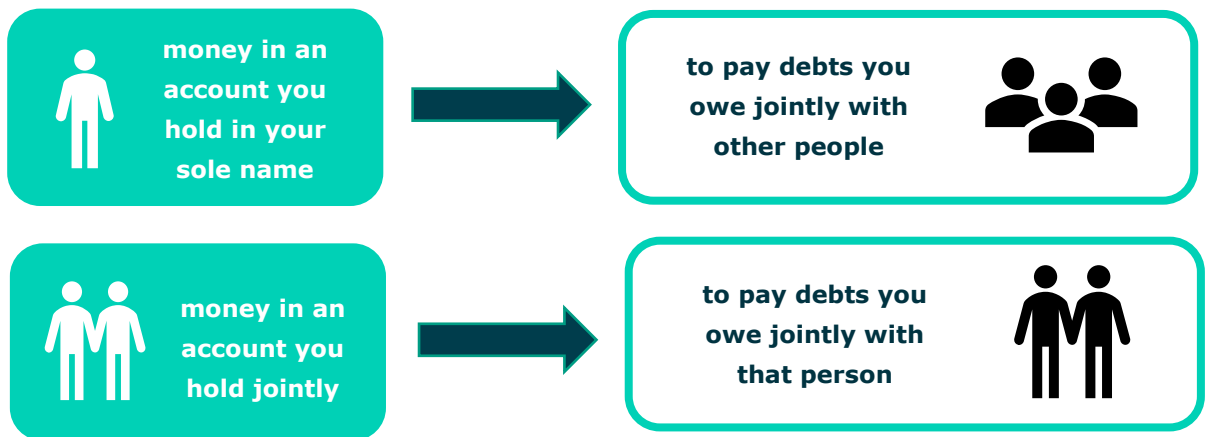 money in an
account you
hold in your
sole name
to pay debts you
owe jointly with
other people
money in an
account you
hold jointly
to pay debts you
owe jointly with
that person